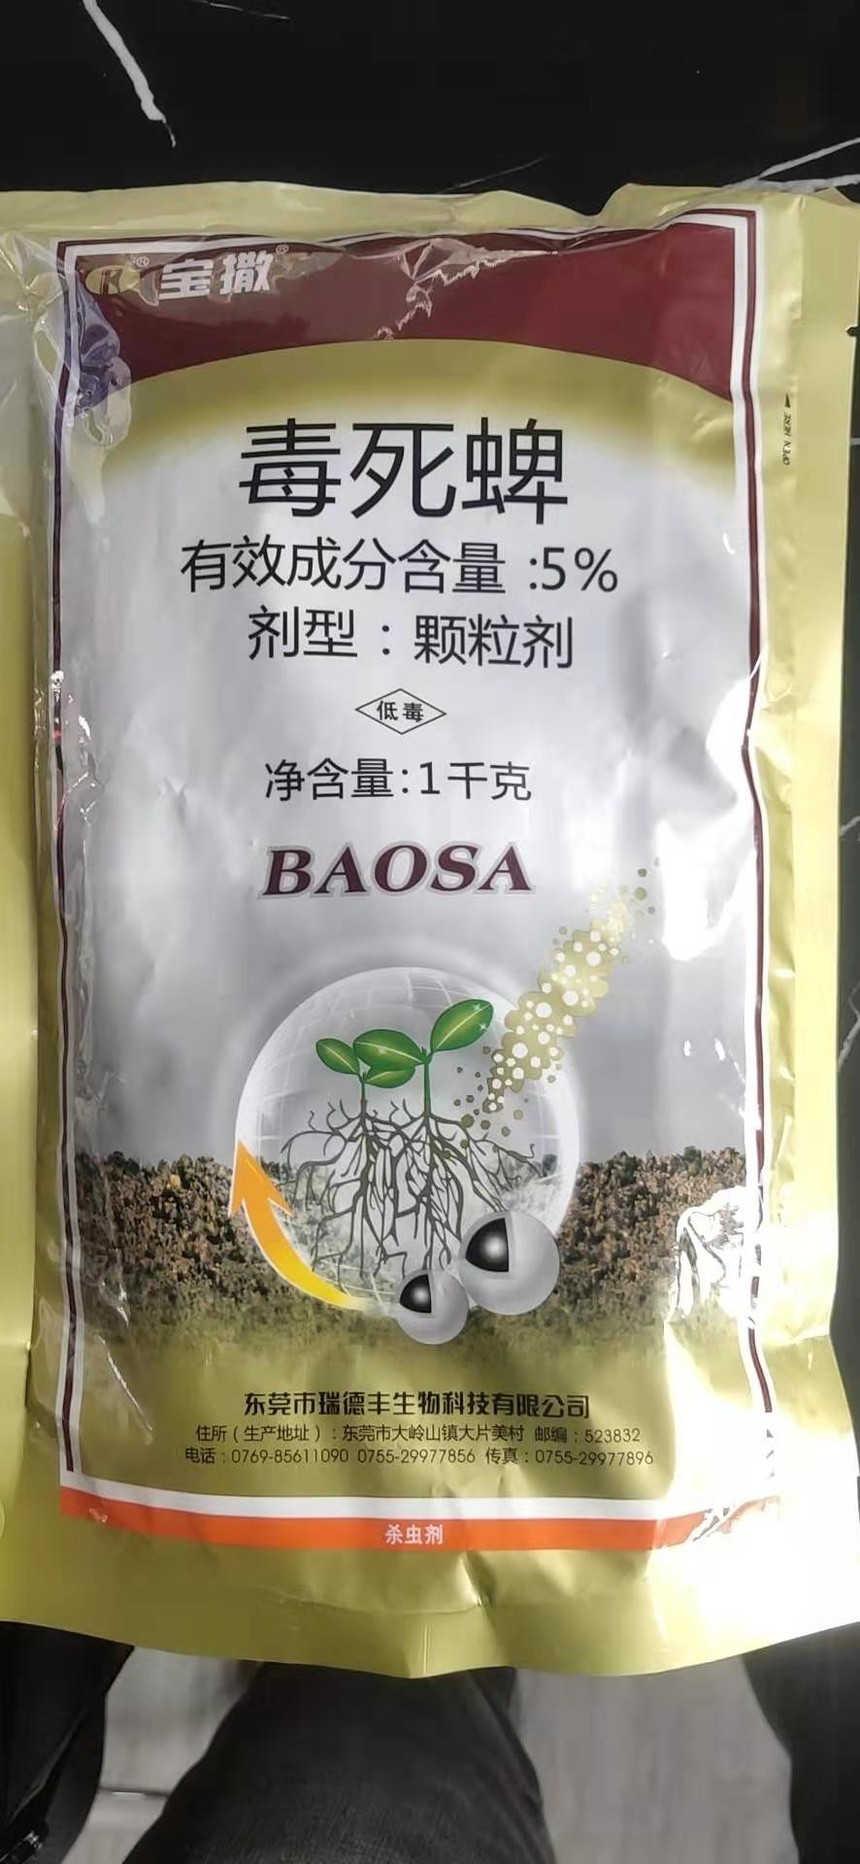 R® 宝撒®
毒死蜱
有效成分含量:5%
剂型：颗粒剂
低毒
净含量:1千克
BAOSA
东莞市瑞德丰生物科技有限公司
住所（生产地址）：东莞市大岭山镇大片美村 邮编：523832
电话：0769-85611090 0755-29977856 传真：0755-29977896
杀虫剂